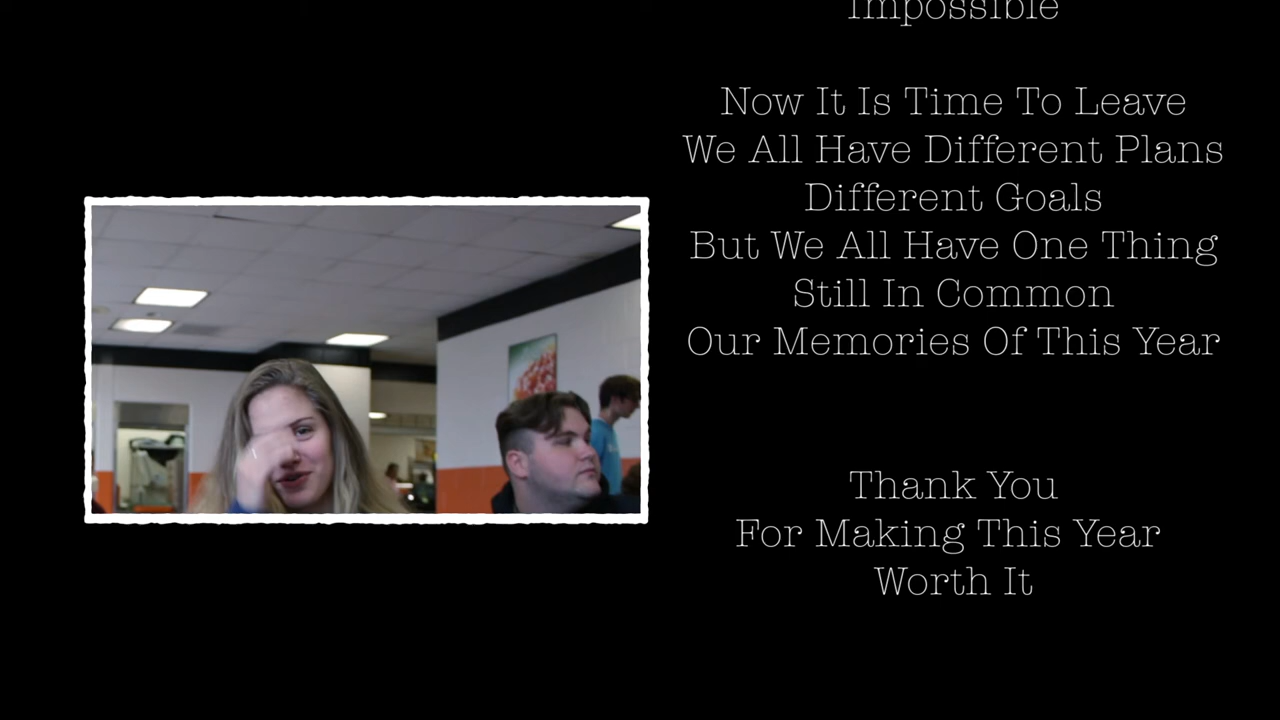 Impossible
Now It Is Time To Leave
We All Have Different Plans
Different Goals
But We All Have One Thing
Still In Common
Our Memories Of This Year
Thank You
For Making This Year
Worth It